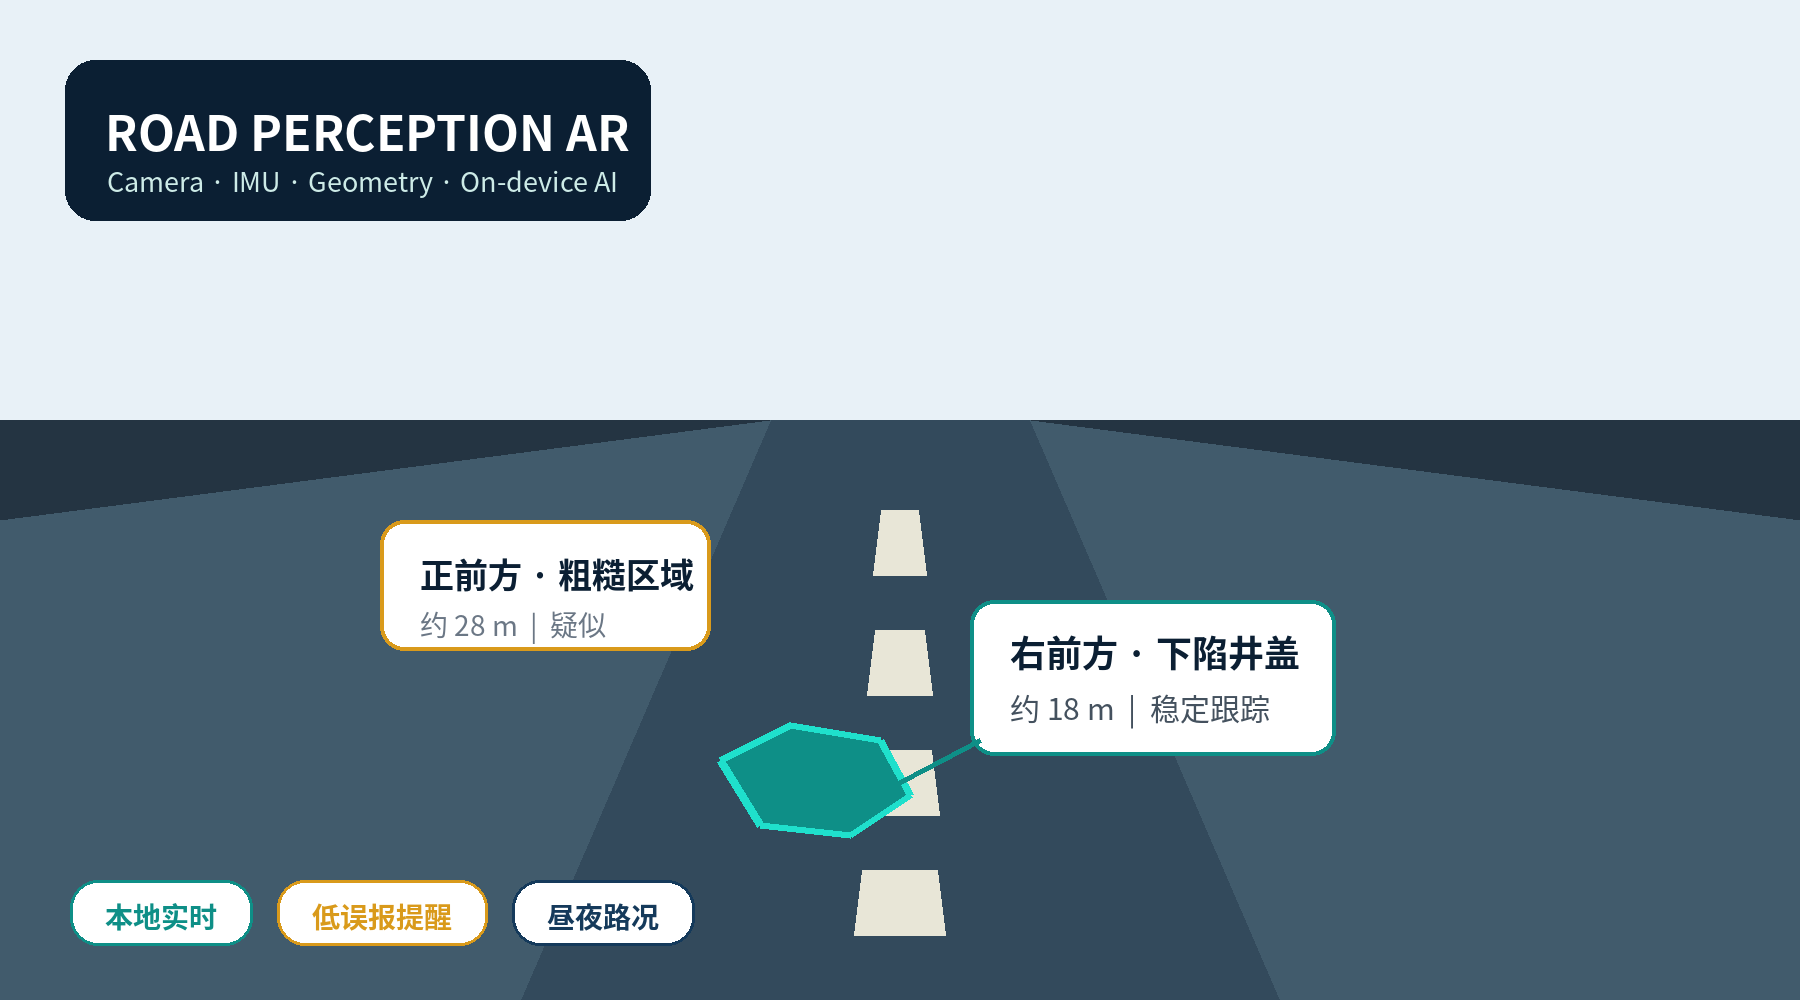 ROAD PERCEPTION AR
Camera · IMU · Geometry · On-device AI
正前方 · 粗糙区域
约 28 m | 疑似
右前方 · 下陷井盖
约 18 m | 稳定跟踪
本地实时
低误报提醒
昼夜路况